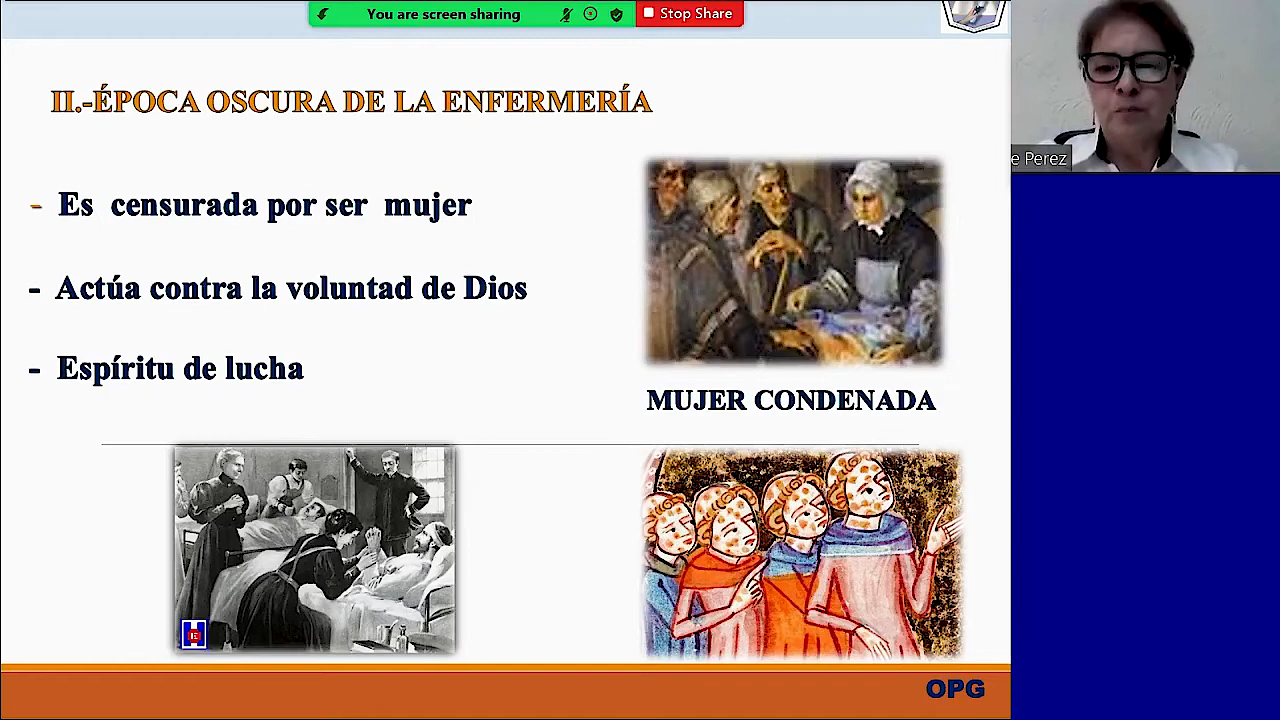 You are screen sharing
Stop Share
II.-ÉPOCA OSCURA DE LA ENFERMERÍA
e Perez
- Es censurada por ser mujer
- Actúa contra la voluntad de Dios
- Espíritu de lucha
MUJER CONDENADA
OPG